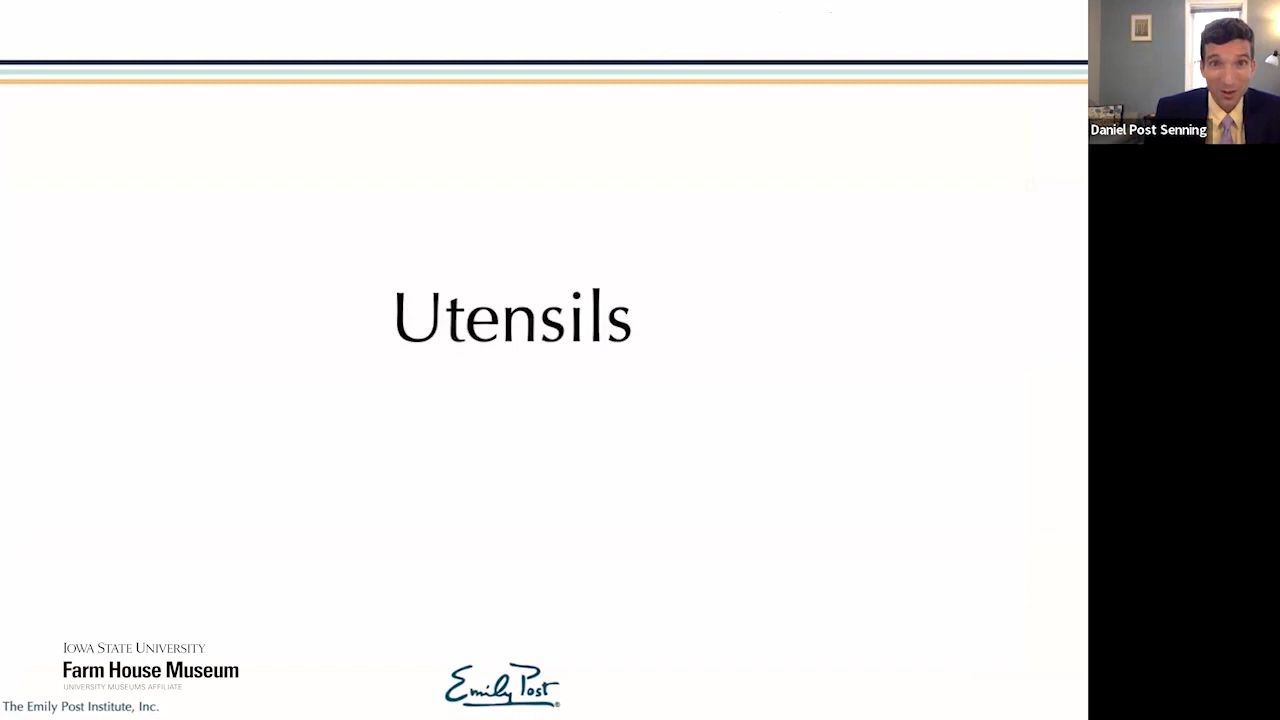 Utensils
Daniel Post Senning
IOWA STATE UNIVERSITY
Farm House Museum
UNIVERSITY MUSEUMS AFFILIATE
Emily Post®
The Emily Post Institute, Inc.